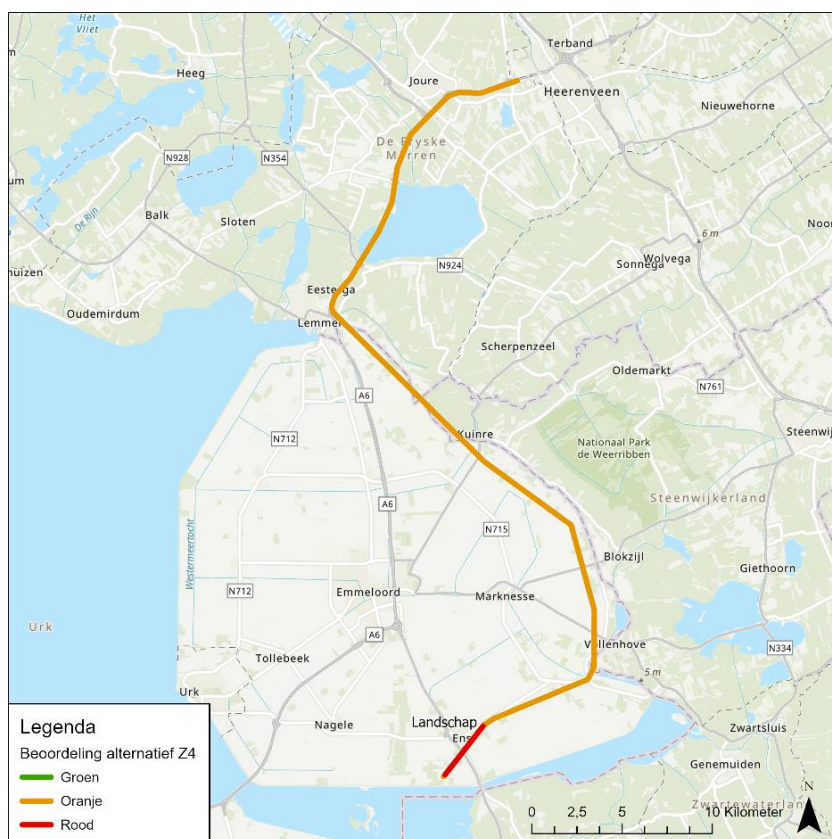 Het
Vliet
Heeg
Terband
Joure
Heerenveen
Nieuwehorne
De Fryske
Marren
N928
N354
De Rijn
Balk
Sloten
6 m
Wolvega
N924
Sonnega
Eesterga
huizen
Oudemirdum
Lemmer
Scherpenzeel
Oldemarkt
N761
A6
N712
Kuinre
Steenwijk
Nationaal Park
de Weerribben
Steenwijkerland
A6
N715
Westermeertocht
Blokzijl
Giethoorn
N712
Emmeloord
Marknesse
Urk
A6
Vollenhove
N334
Tollebeek
5 m
Urk
Landschap
Nagele
Ens
Zwartsluis
Genemuiden
Zwartewaterland
Legenda
Beoordeling alternatief Z4
Groen
Oranje
Rood
0 2,5 5 10 Kilometer
N